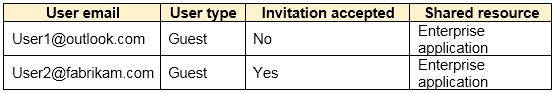 User email User type Invitation accepted Shared resource
User1@outlook.com Guest No Enterprise application
User2@fabrikam.com Guest Yes Enterprise application